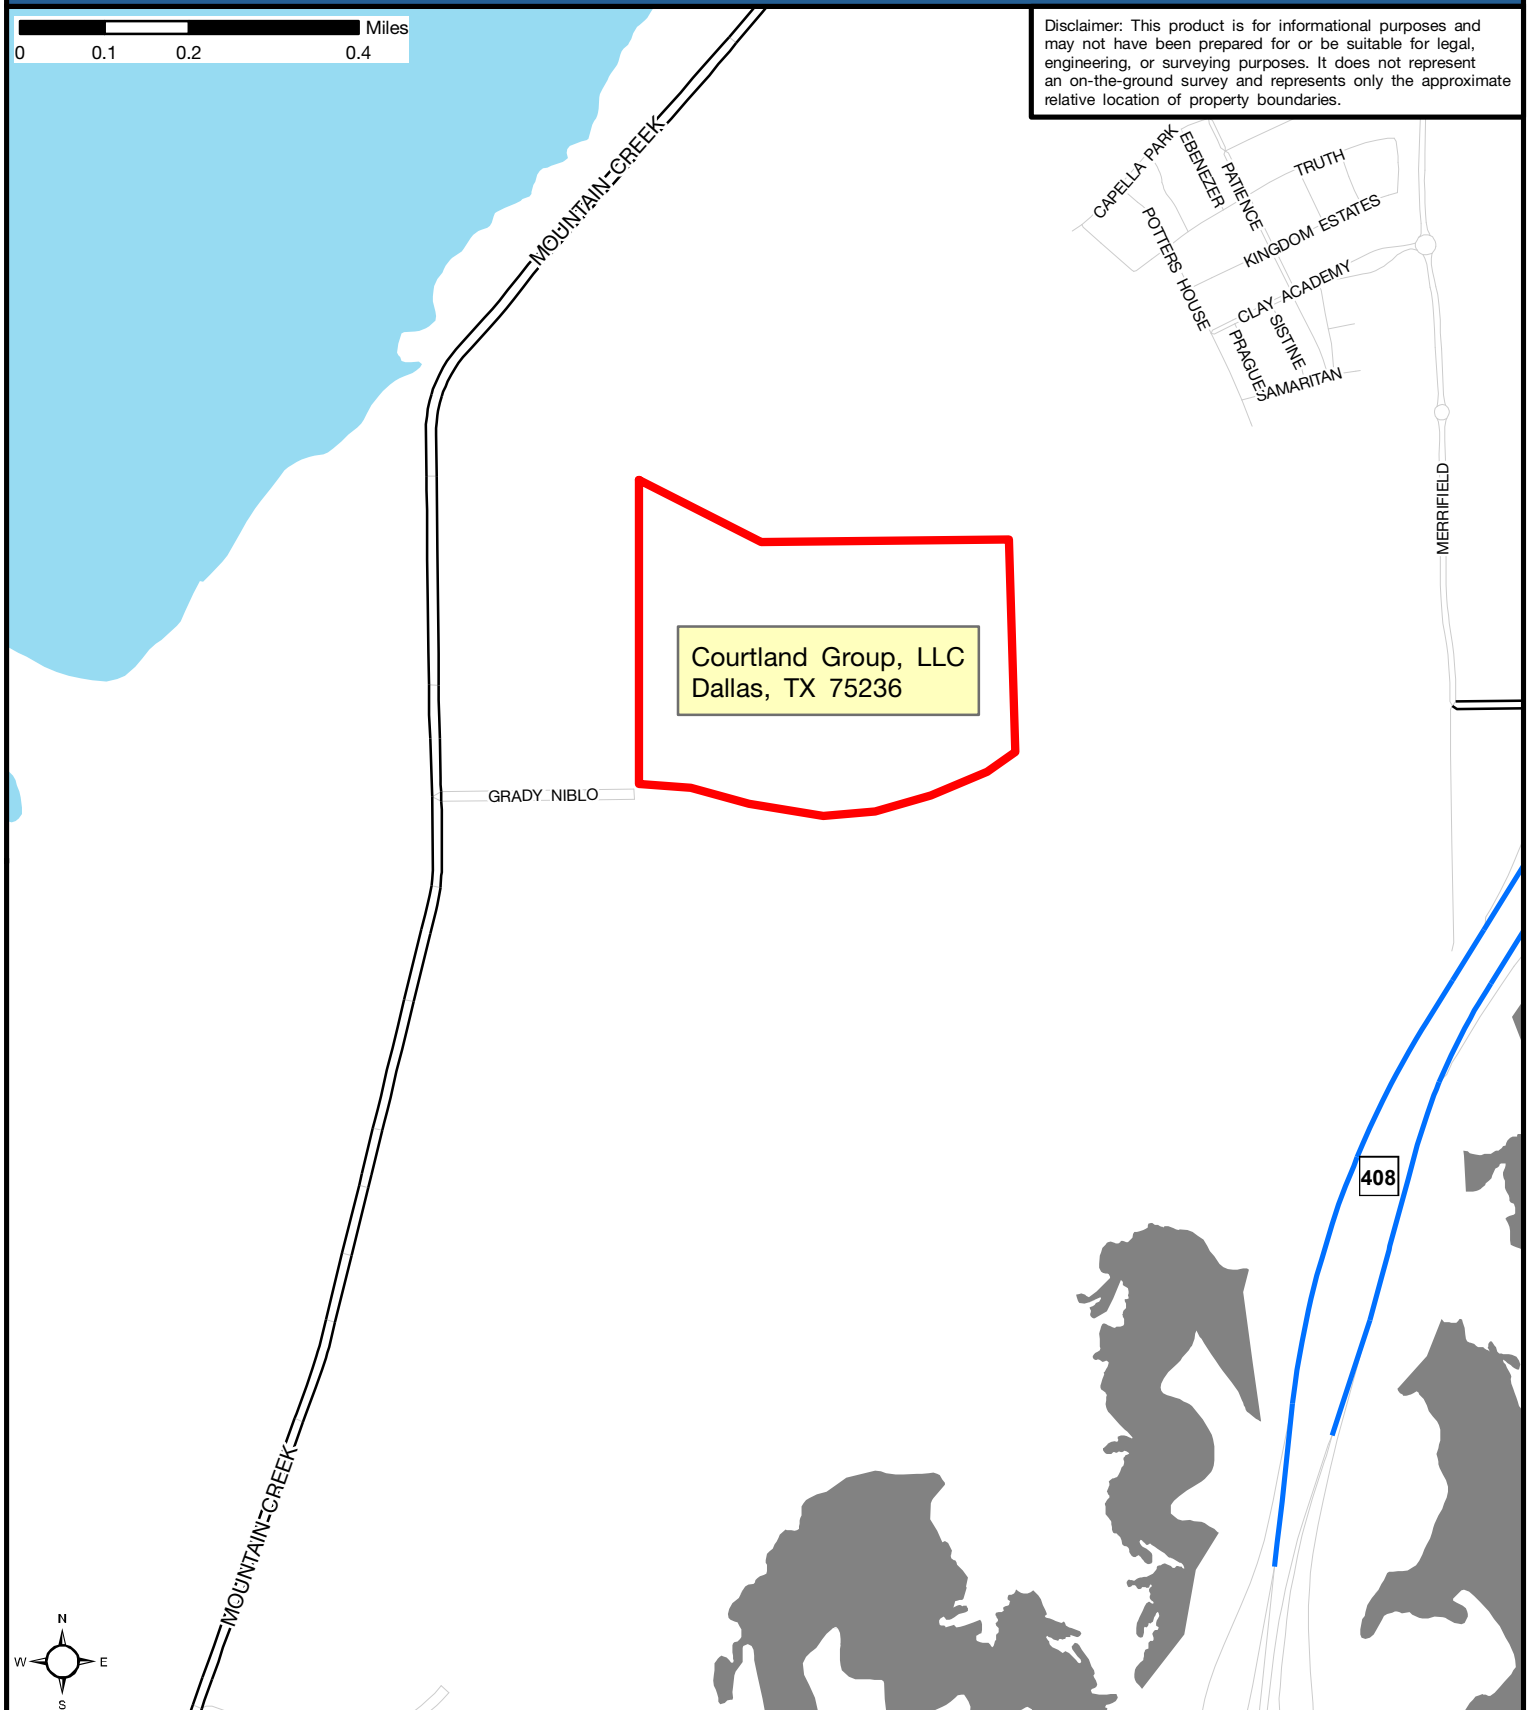 Miles
0 0.1 0.2 0.4
Disclaimer: This product is for informational purposes and
may not have been prepared for or be suitable for legal,
engineering, or surveying purposes. It does not represent
an on-the-ground survey and represents only the approximate
relative location of property boundaries.
MOUNTAIN CREEK
CAPELLA PARK
EBENEZER
PATIENCE
TRUTH
POTTERS HOUSE
KINGDOM ESTATES
CLAY ACADEMY
SISTINE
PRAGUE
SAMARITAN
MERRIFIELD
Courtland Group, LLC
Dallas, TX 75236
GRADY NIBLO
408
MOUNTAIN CREEK
N
W E
S